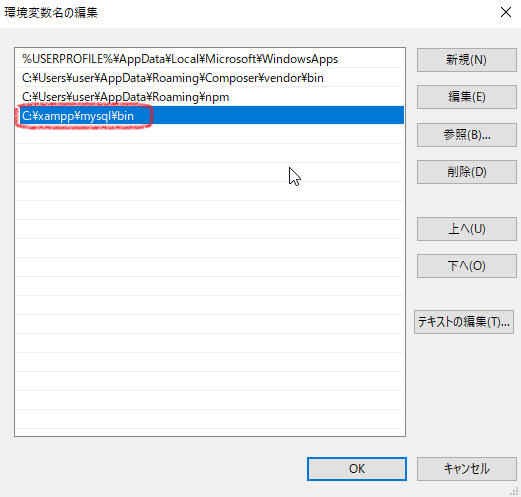 環境変数名の編集
%USERPROFILE%¥AppData¥Local¥Microsoft¥WindowsApps
C:¥Users¥user¥AppData¥Roaming¥Composer¥vendor¥bin
C:¥Users¥user¥AppData¥Roaming¥npm
C:¥xampp¥mysql¥bin
新規(N)
編集(E)
参照(B)...
削除(D)
上へ(U)
下へ(O)
テキストの編集(T)...
OK
キャンセル